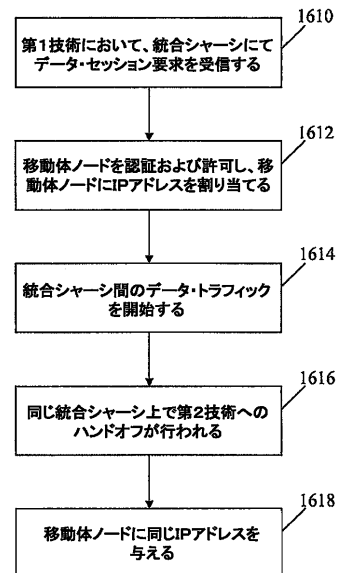 1610
第1技術において、統合シャーシにて
データ・セッション要求を受信する
1612
移動体ノードを認証および許可し、移
動体ノードにIPアドレスを割り当てる
1614
統合シャーシ間のデータ・トラフィック
を開始する
1616
同じ統合シャーシ上で第2技術への
ハンドオフが行われる
1618
移動体ノードに同じIPアドレスを
与える